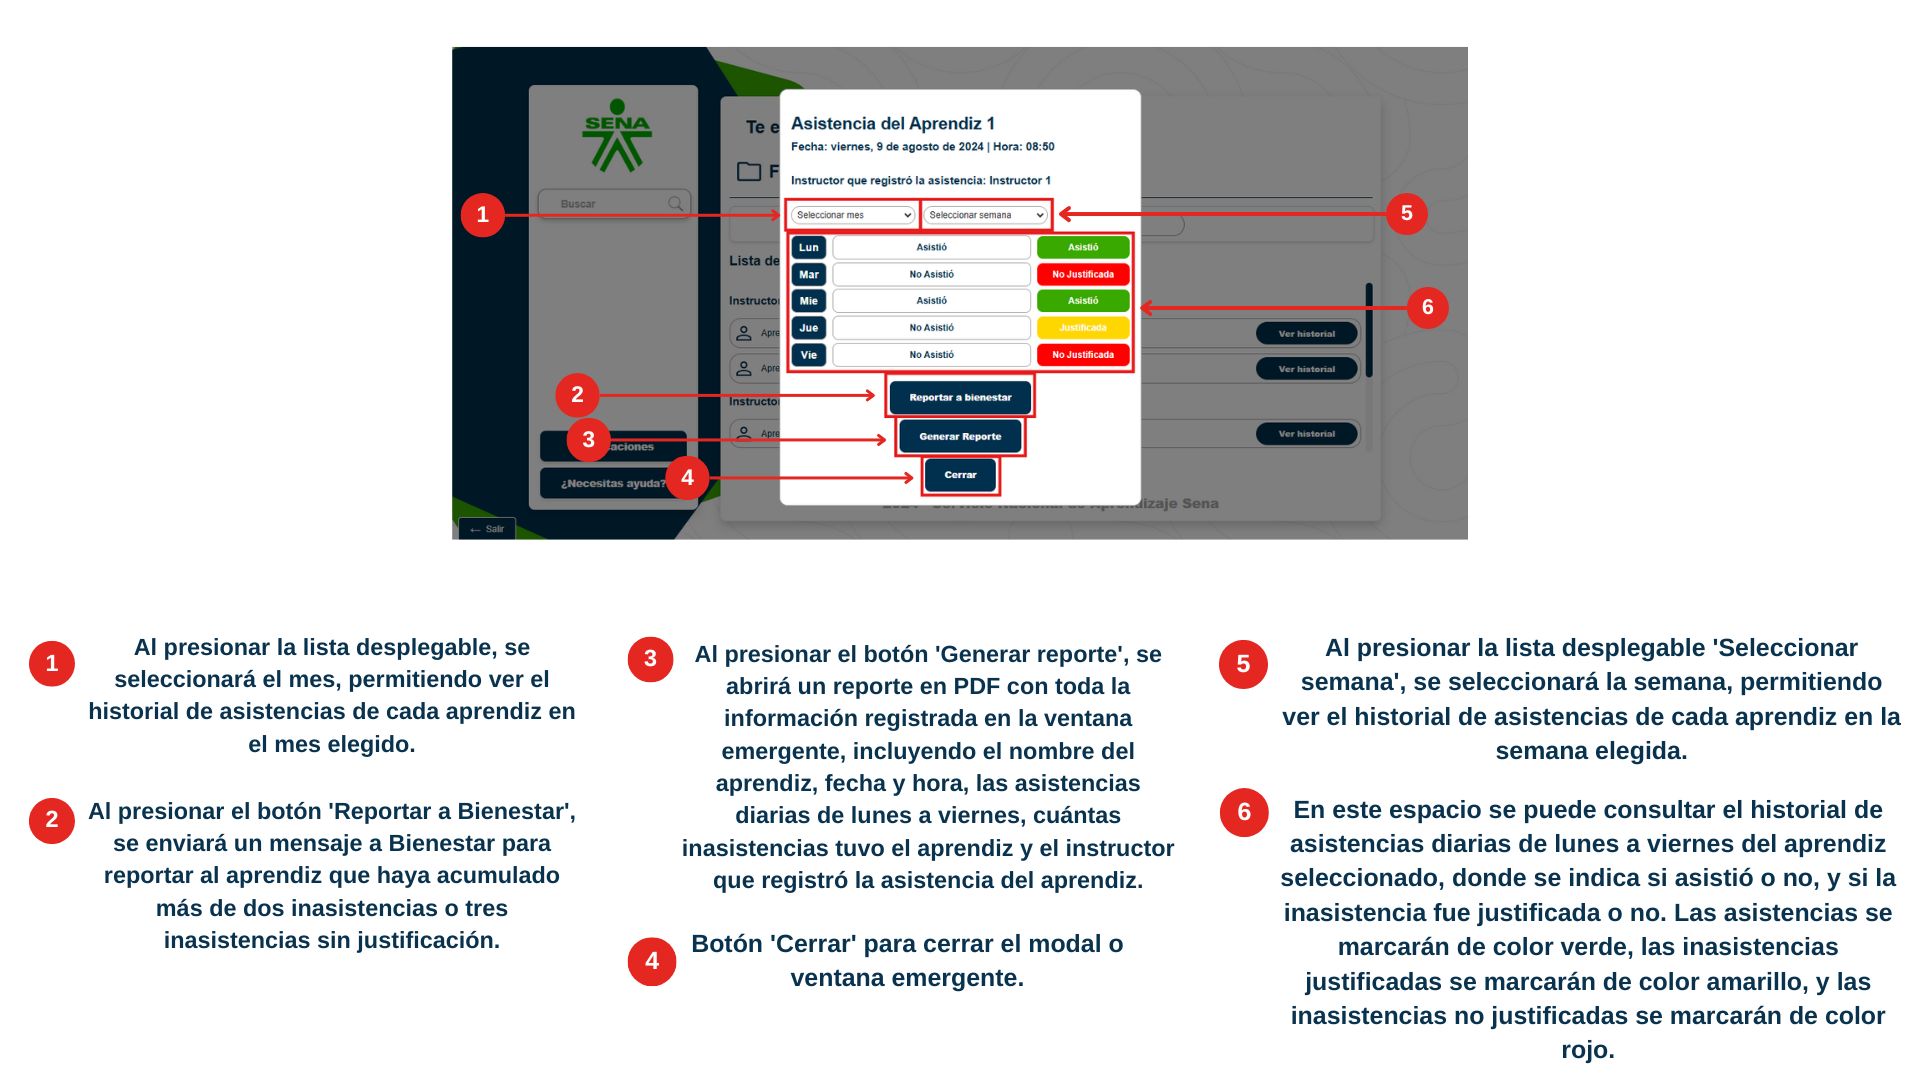 SENA
Buscar
Te e
F
Lista de
Instructo
Apre
Apre
Instructo
Apre
Ver historial
Ver historial
Ver historial
aciones
¿Necesitas ayuda?
← Salir
Asistencia del Aprendiz 1
Fecha: viernes, 9 de agosto de 2024 | Hora: 08:50
Instructor que registró la asistencia: Instructor 1
Seleccionar mes Seleccionar semana
Lun Asistió Asistió
Mar No Asistió No Justificada
Mie Asistió Asistió
Jue No Asistió Justificada
Vie No Asistió No Justificada
Reportar a bienestar
Generar Reporte
Cerrar
dizaje Sena
1
2
3
4
5
6
1
Al presionar la lista desplegable, se
seleccionará el mes, permitiendo ver el
historial de asistencias de cada aprendiz en
el mes elegido.
2
Al presionar el botón 'Reportar a Bienestar',
se enviará un mensaje a Bienestar para
reportar al aprendiz que haya acumulado
más de dos inasistencias o tres
inasistencias sin justificación.
3
Al presionar el botón 'Generar reporte', se
abrirá un reporte en PDF con toda la
información registrada en la ventana
emergente, incluyendo el nombre del
aprendiz, fecha y hora, las asistencias
diarias de lunes a viernes, cuántas
inasistencias tuvo el aprendiz y el instructor
que registró la asistencia del aprendiz.
4
Botón 'Cerrar' para cerrar el modal o
ventana emergente.
5
Al presionar la lista desplegable 'Seleccionar
semana', se seleccionará la semana, permitiendo
ver el historial de asistencias de cada aprendiz en la
semana elegida.
6
En este espacio se puede consultar el historial de
asistencias diarias de lunes a viernes del aprendiz
seleccionado, donde se indica si asistió o no, y si la
inasistencia fue justificada o no. Las asistencias se
marcarán de color verde, las inasistencias
justificadas se marcarán de color amarillo, y las
inasistencias no justificadas se marcarán de color
rojo.